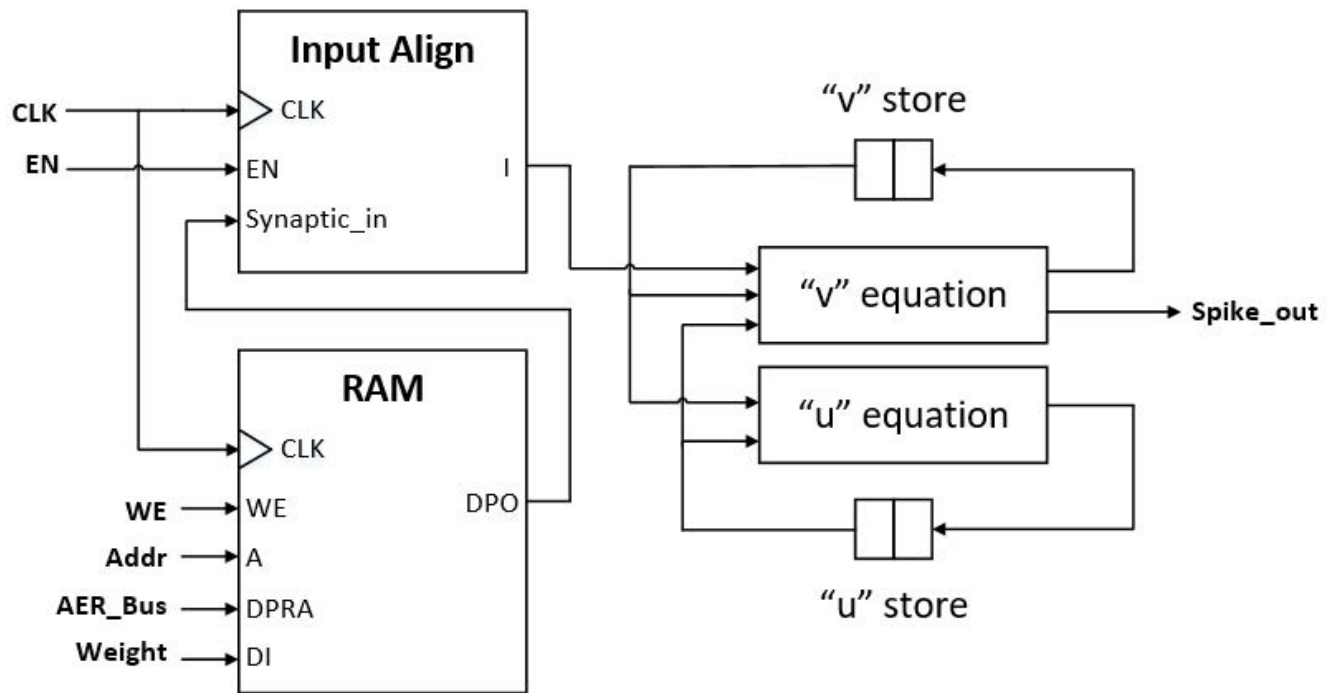 Input Align
CLK
EN
CLK
EN
I
Synaptic_in
RAM
CLK
WE
WE
DPO
Addr
A
AER_Bus
DPRA
Weight
DI
“v” store
“v” equation
Spike_out
“u” equation
“u” store